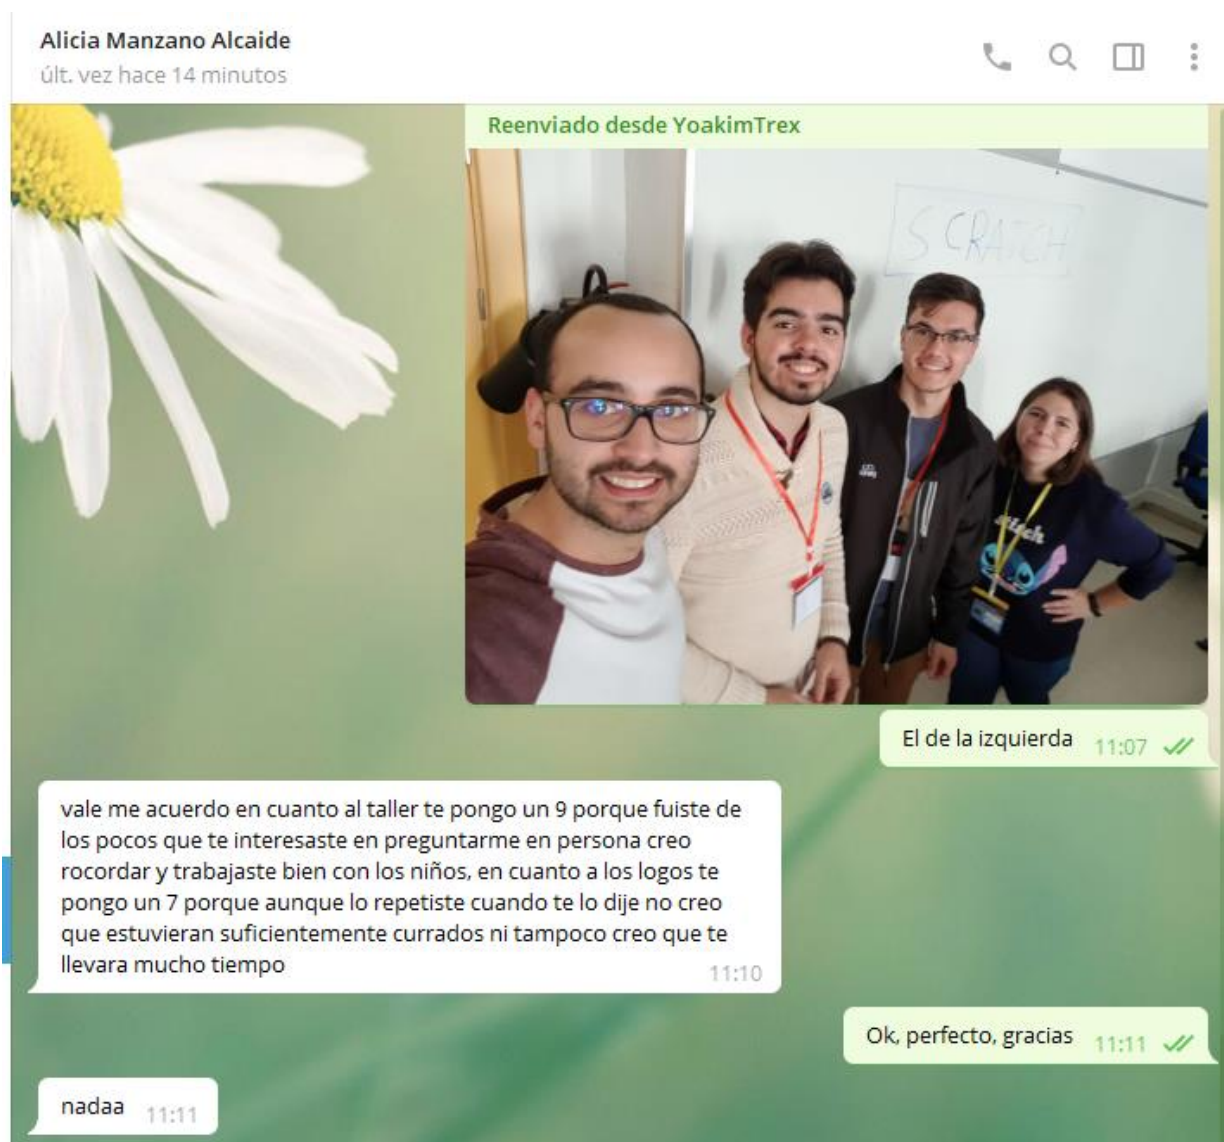 Alicia Manzano Alcaide
últ. vez hace 14 minutos
Reenviado desde YoakimTrex
SCRATCH
El de la izquierda 11:07
vale me acuerdo en cuanto al taller te pongo un 9 porque fuiste de
los pocos que te interesaste en preguntarme en persona creo
rocordar y trabajaste bien con los niños, en cuanto a los logos te
pongo un 7 porque aunque lo repetiste cuando te lo dije no creo
que estuvieran suficientemente currados ni tampoco creo que te
llevara mucho tiempo
11:10
Ok, perfecto, gracias 11:11
nadaa 11:11